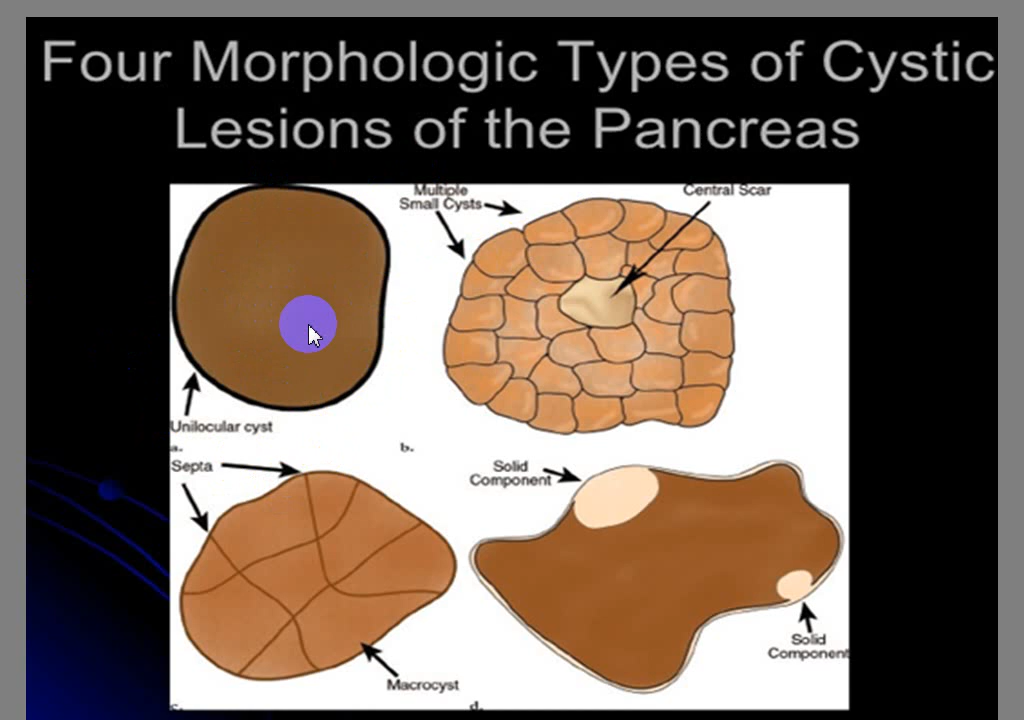 Four Morphologic Types of Cystic
Lesions of the Pancreas
Multiple
Small Cysts
Central Scar
Unilocular cyst
a.
b.
Septa
Solid
Component
Macrocyst
Solid
Component
c.
d.